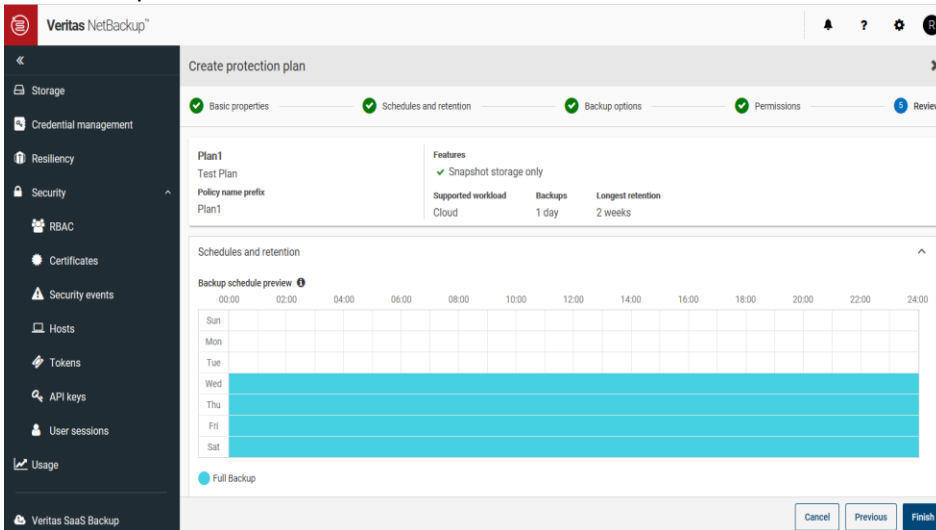 Veritas NetBackup™
?
R
«
Create protection plan
Storage
Basic properties
Schedules and retention
Backup options
Permissions
5 Review
Credential management
Resiliency
Security
RBAC
Certificates
Security events
Hosts
Tokens
API keys
User sessions
Usage
Veritas SaaS Backup
Plan1
Test Plan
Policy name prefix
Plan1
Features
Snapshot storage only
Supported workload Backups Longest retention
Cloud 1 day 2 weeks
Schedules and retention
Backup schedule preview
00:00 02:00 04:00 06:00 08:00 10:00 12:00 14:00 16:00 18:00 20:00 22:00 24:00
Sun
Mon
Tue
Wed
Thu
Fri
Sat
Full Backup
Cancel Previous Finish